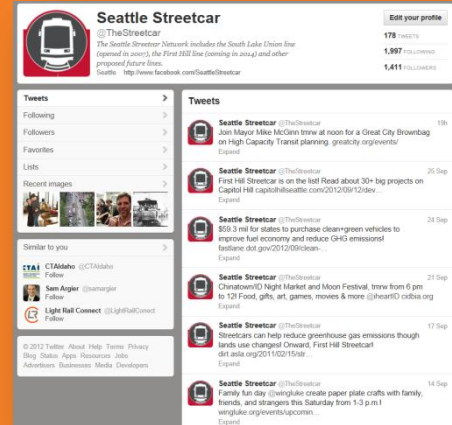 Seattle Streetcar
@TheStreetcar
The Seattle Streetcar Network includes the South Lake Union line
(opened in 2007), the First Hill line (coming in 2014) and other
proposed future lines.
Seattle http://www.facebook.com/SeattleStreetcar
Edit your profile
178 TWEETS
1,997 FOLLOWING
1,411 FOLLOWERS
Tweets
Following
Followers
Favorites
Lists
Recent images
Similar to you
CTAIdaho @CTAIdaho
Follow
Sam Argier @samargier
Follow
Light Rail Connect @LightRailConect
Follow
© 2012 Twitter About Help Terms Privacy
Blog Status Apps Resources Jobs
Advertisers Businesses Media Developers
Tweets
Seattle Streetcar @TheStreetcar 19h
Join Mayor Mike McGinn tmrw at noon for a Great City Brownbag
on High Capacity Transit planning. greatcity.org/events/
Expand
Seattle Streetcar @TheStreetcar 25 Sep
First Hill Streetcar is on the list! Read about 30+ big projects on
Capitol Hill capitolhillseattle.com/2012/09/12/dev...
Expand
Seattle Streetcar @TheStreetcar 24 Sep
$59.3 mil for states to purchase clean+green vehicles to
improve fuel economy and reduce GHG emissions!
fastlane.dot.gov/2012/09/clean-...
Expand
Seattle Streetcar @TheStreetcar 21 Sep
Chinatown/ID Night Market and Moon Festival, tmrw from 6 pm
to 12! Food, gifts, art, games, movies & more @iheartID cidba.org
Expand
Seattle Streetcar @TheStreetcar 17 Sep
Streetcars can help reduce greenhouse gas emissions though
lands use changes! Onward, First Hill Streetcar!
dirt.asla.org/2011/02/15/str...
Expand
Seattle Streetcar @TheStreetcar 14 Sep
Family fun day @wingluke create paper plate crafts with family,
friends, and strangers this Saturday from 1-3 p.m.!
wingluke.org/events/upcomin...
Expand